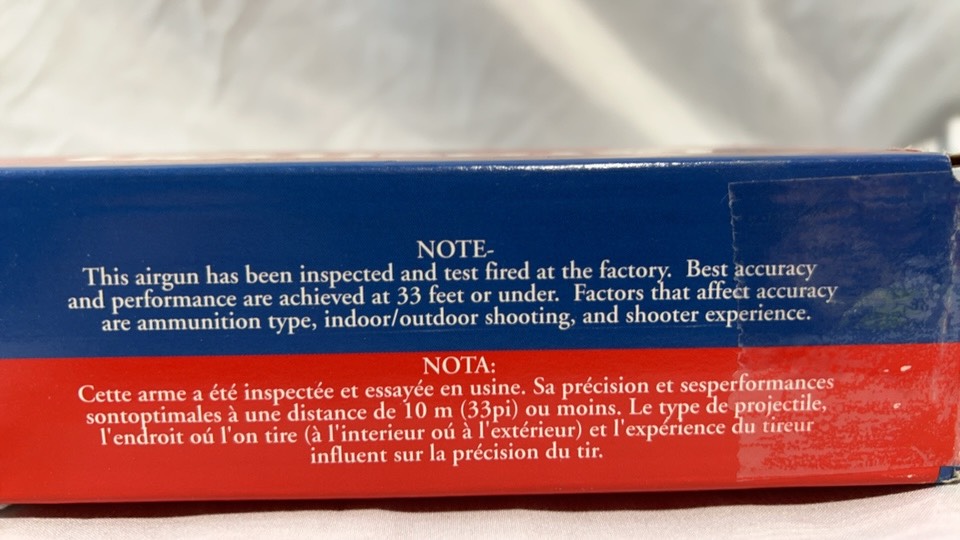 NOTE-
This airgun has been inspected and test fired at the factory. Best accuracy
and performance are achieved at 33 feet or under. Factors that affect accuracy
are ammunition type, indoor/outdoor shooting, and shooter experience.
NOTA:
Cette arme a été inspectée et essayée en usine. Sa précision et sesperformances
sontoptimales à une distance de 10 m (33pi) ou moins. Le type de projectile,
l'endroit oú l'on tire (à l'interieur oú à l'extérieur) et l'expérience du tireur
influent sur la précision du tir.